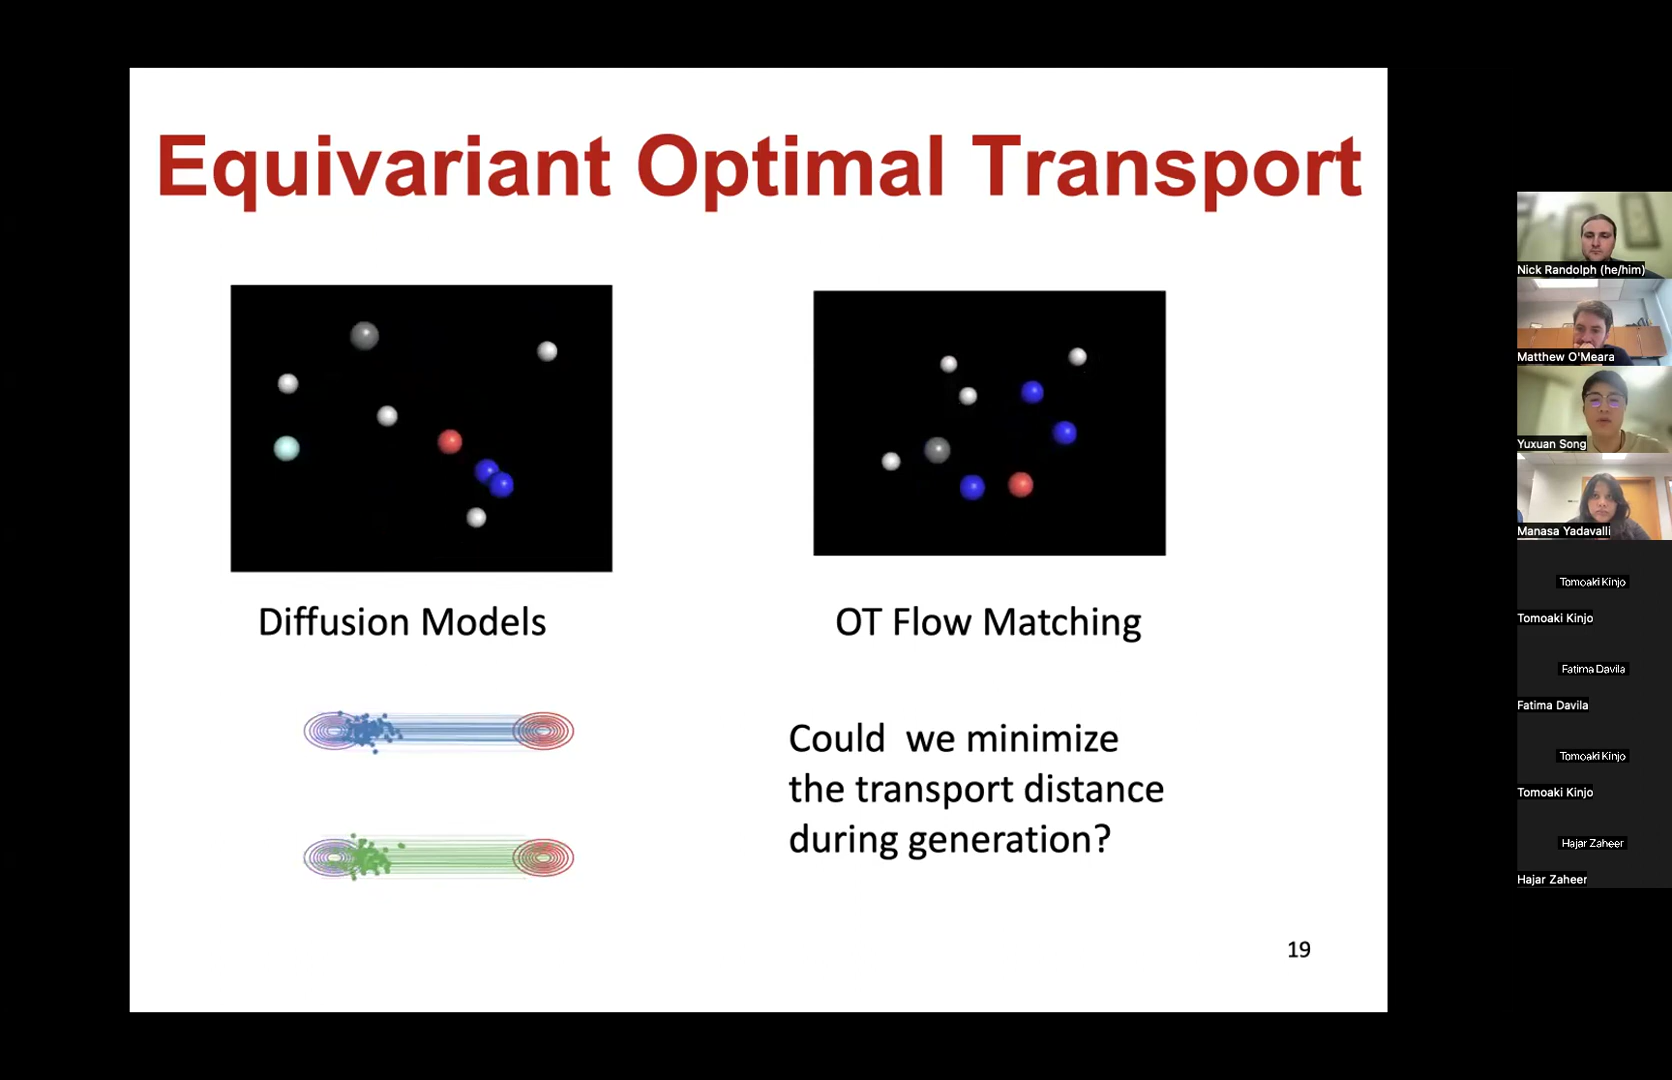 Equivariant Optimal Transport
Diffusion Models
OT Flow Matching
Could we minimize
the transport distance
during generation?
19
Nick Randolph (he/him)
Matthew O'Meara
Yuxuan Song
Manasa Yadavalli
Tomoaki Kinjo
Tomoaki Kinjo
Fatima Davila
Fatima Davila
Tomoaki Kinjo
Tomoaki Kinjo
Hajar Zaheer
Hajar Zaheer